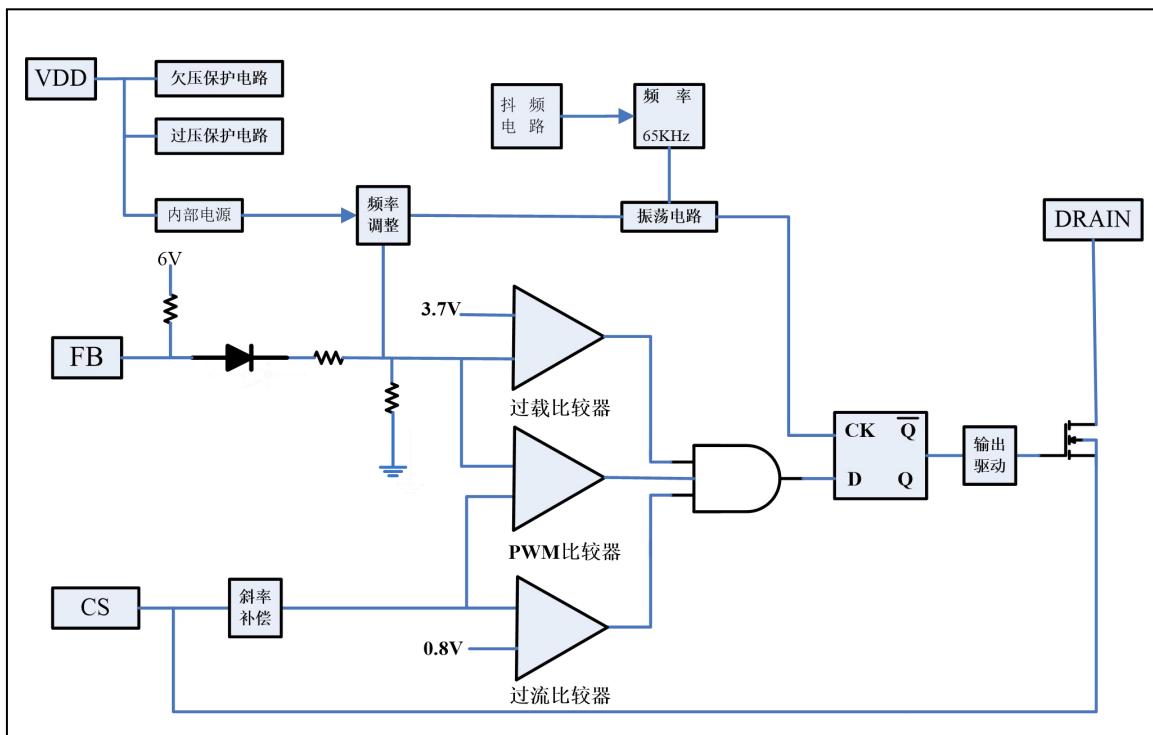 VDD
欠压保护电路
过压保护电路
内部电源
抖 频
电 路
频 率
65KHz
频率
调整
振荡电路
DRAIN
6V
3.7V
FB
过载比较器
CK
Q
D
Q
输出
驱动
PWM比较器
CS
斜率
补偿
0.8V
过流比较器